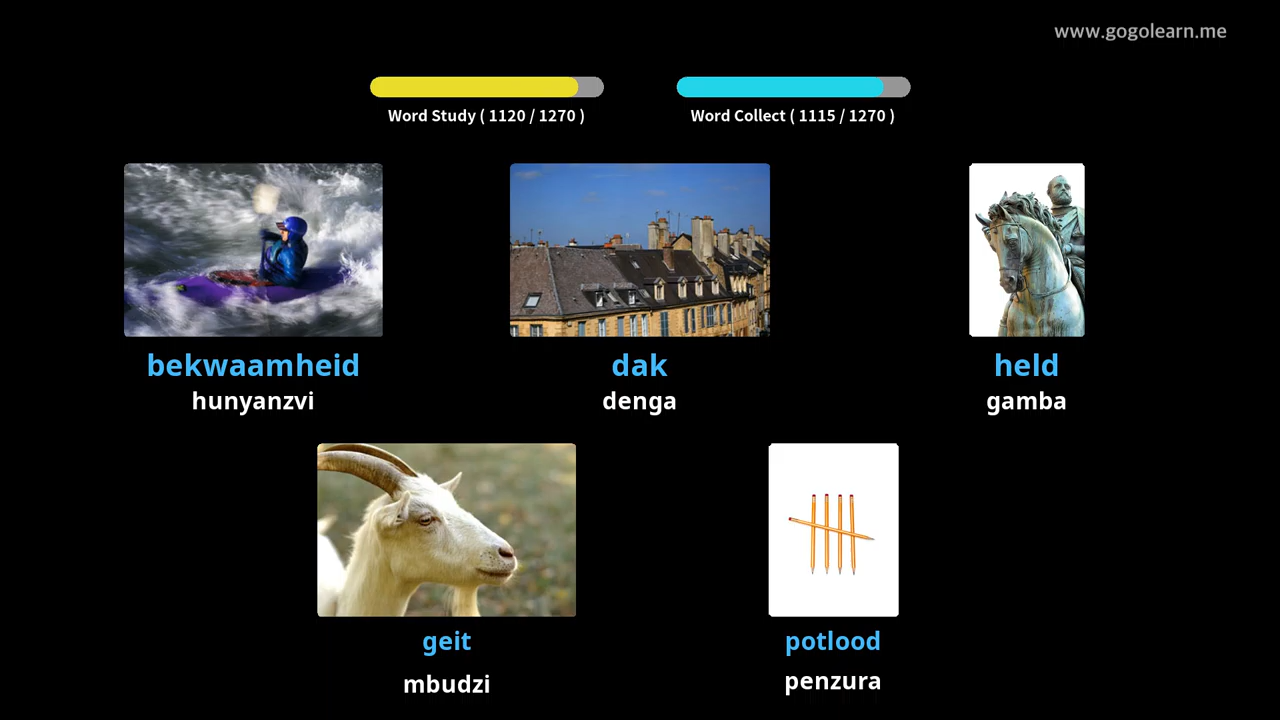 www.gogolearn.me
Word Study ( 1120 / 1270 )
Word Collect ( 1115 / 1270 )
bekwaamheid
hunyanzvi
dak
denga
held
gamba
geit
mbudzi
potlood
penzura